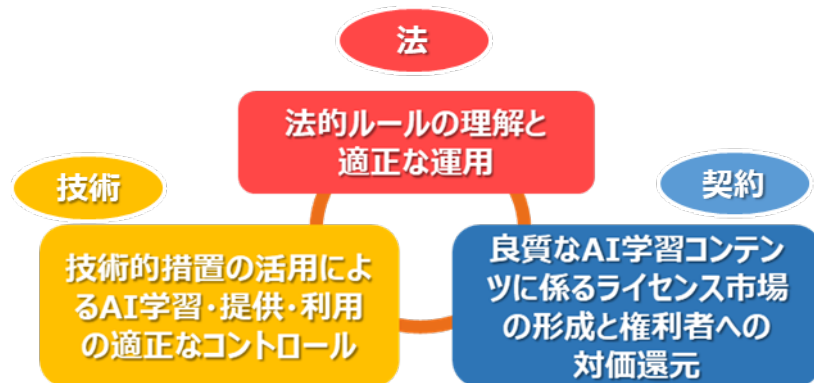 法
法的ルールの理解と
適正な運用
技術
技術的措置の活用によ
るAI学習・提供・利用
の適正なコントロール
契約
良質なAI学習コンテン
ツに係るライセンス市場
の形成と権利者への
対価還元